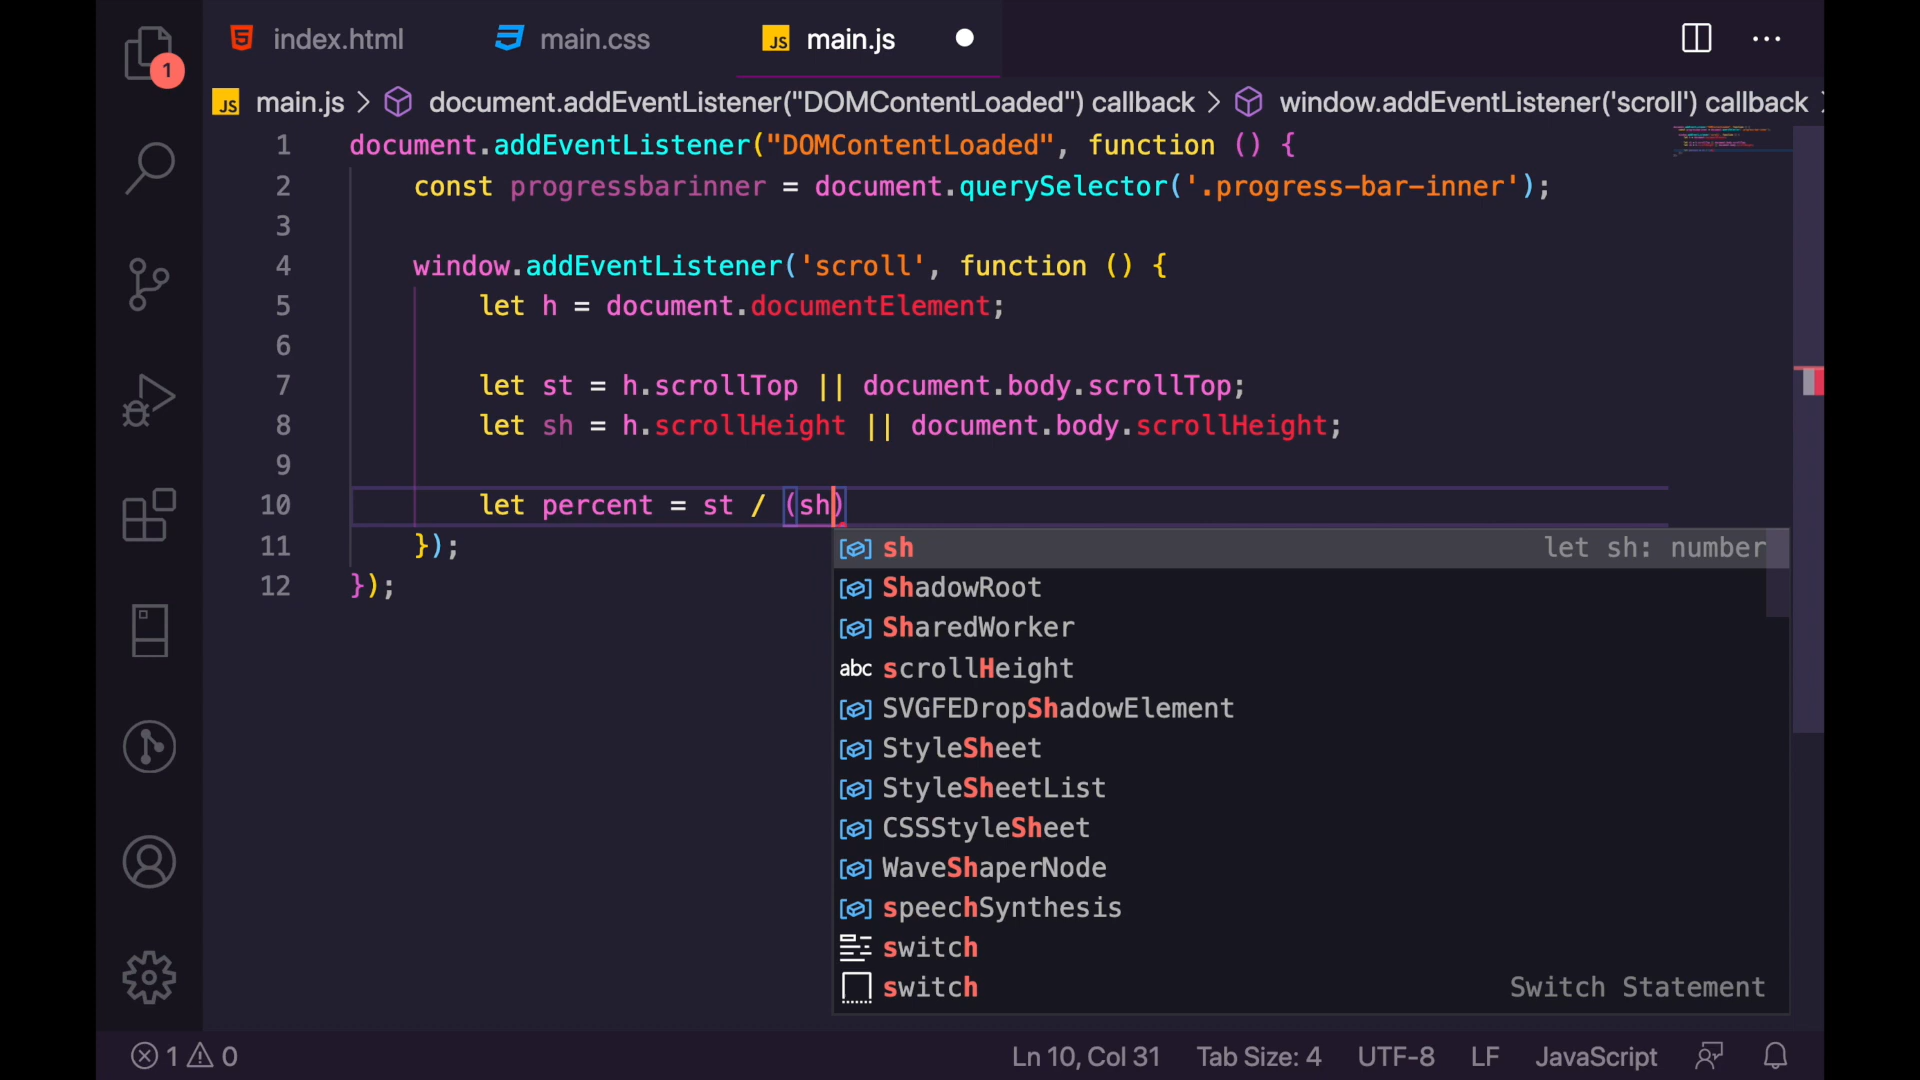 index.html main.css JS main.js
1
JS main.js > document.addEventListener("DOMContentLoaded") callback > window.addEventListener('scroll') callback
1 document.addEventListener("DOMContentLoaded", function () {
2 const progressbarinner = document.querySelector('.progress-bar-inner');
3
4 window.addEventListener('scroll', function () {
5 let h = document.documentElement;
6
7 let st = h.scrollTop || document.body.scrollTop;
8 let sh = h.scrollHeight || document.body.scrollHeight;
9
10 let percent = st / (sh)
11 });
12 });
sh let sh: number
ShadowRoot
SharedWorker
abc scrollHeight
SVGFEDropShadowElement
StyleSheet
StyleSheetList
CSSStyleSheet
WaveShaperNode
speechSynthesis
switch
switch Switch Statement
1 0 Ln 10, Col 31 Tab Size: 4 UTF-8 LF JavaScript